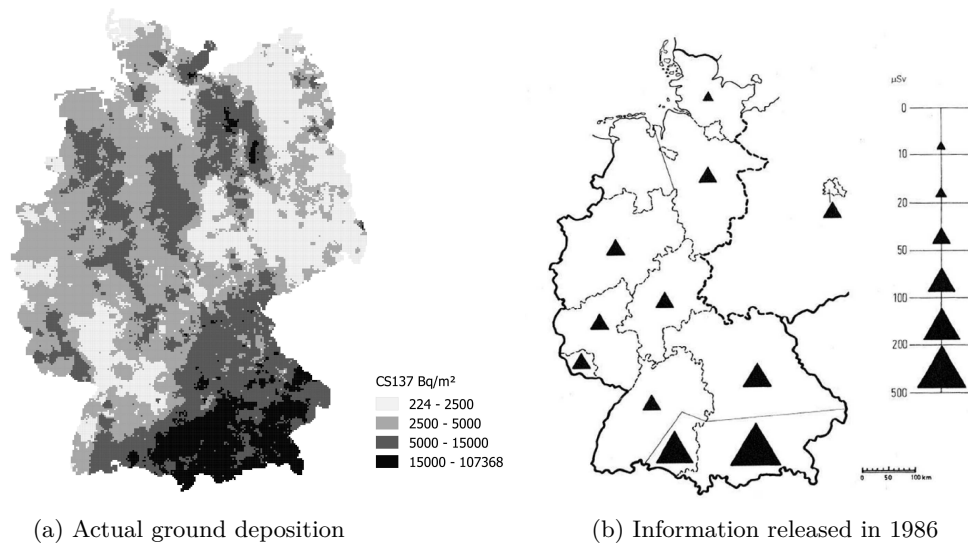 CS137 Bq/m²
224 - 2500
2500 - 5000
5000 - 15000
15000 - 107368
μSv
0
10
20
50
100
200
500
0 50 100 km
(a) Actual ground deposition
(b) Information released in 1986